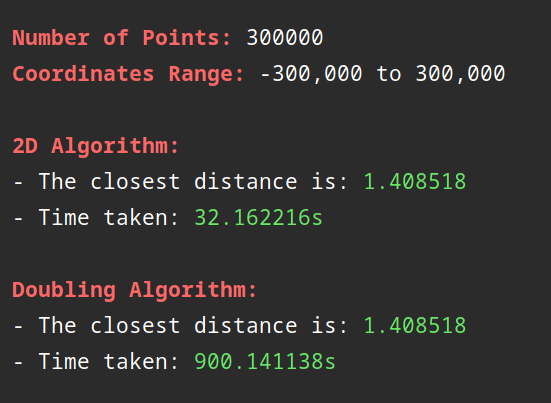 Number of Points: 300000
Coordinates Range: -300,000 to 300,000
2D Algorithm:
- The closest distance is: 1.408518
- Time taken: 32.162216s
Doubling Algorithm:
- The closest distance is: 1.408518
- Time taken: 900.141138s